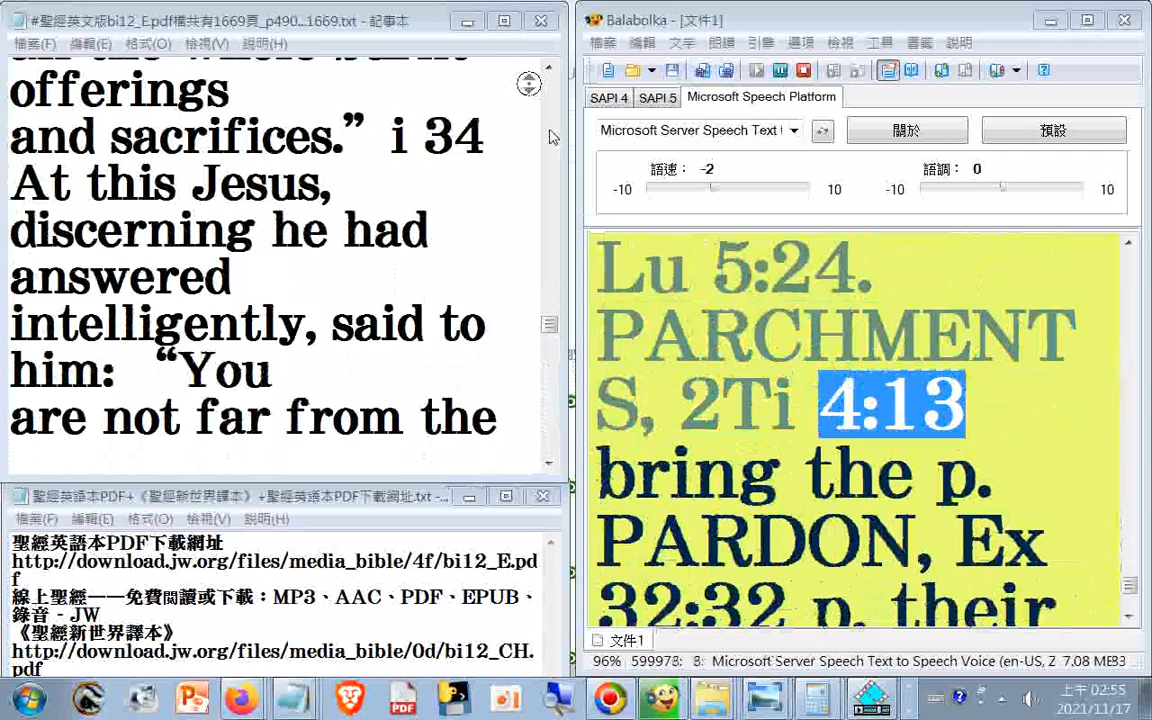 #聖經英文版bi12_E.pdf檔共有1669頁_p490...1669.txt - 記事本
檔案(F) 編輯(E) 格式(O) 檢視(V) 說明(H)
offerings
and sacrifices.” i 34
At this Jesus,
discerning he had
answered
intelligently, said to
him: “You
are not far from the
聖經英語本PDF+《聖經新世界譯本》+聖經英語本PDF下載網址.txt -...
檔案(F) 編輯(E) 格式(O) 檢視(V) 說明(H)
聖經英語本PDF下載網址
http://download.jw.org/files/media_bible/4f/bi12_E.pd
f
線上聖經——免費閱讀或下載：MP3、AAC、PDF、EPUB、
錄音 - JW
《聖經新世界譯本》
http://download.jw.org/files/media_bible/0d/bi12_CH.
pdf
Balabolka - [文件1]
檔案 編輯 文字 朗讀 引擎 選項 檢視 工具 書籤 說明
SAPI 4 SAPI 5 Microsoft Speech Platform
Microsoft Server Speech Text 關於 預設
語速： -2 語調： 0
-10 10 -10 10
Lu 5:24.
PARCHMENT
S, 2Ti 4:13
bring the p.
PARDON, Ex
32:32 p. their
文件1
96% Microsoft Server Speech Text to Speech Voice (en-US, Z 7.08 MB
上午 02:55
2021/11/17